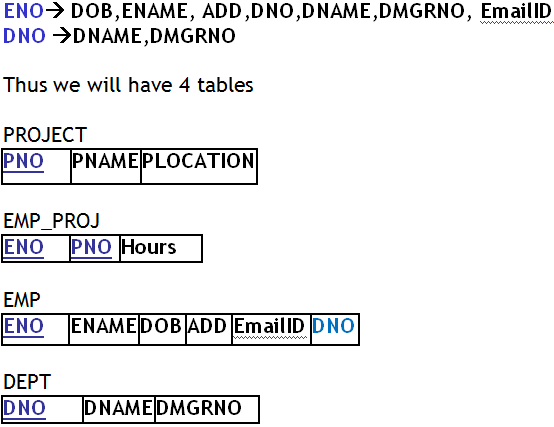 ENO→ DOB,ENAME, ADD,DNO,DNAME,DMGRNO, EmailID
DNO →DNAME,DMGRNO
Thus we will have 4 tables
PROJECT
PNO PNAME PLOCATION
EMP_PROJ
ENO PNO Hours
EMP
ENO ENAME DOB ADD EmailID DNO
DEPT
DNO DNAME DMGRNO